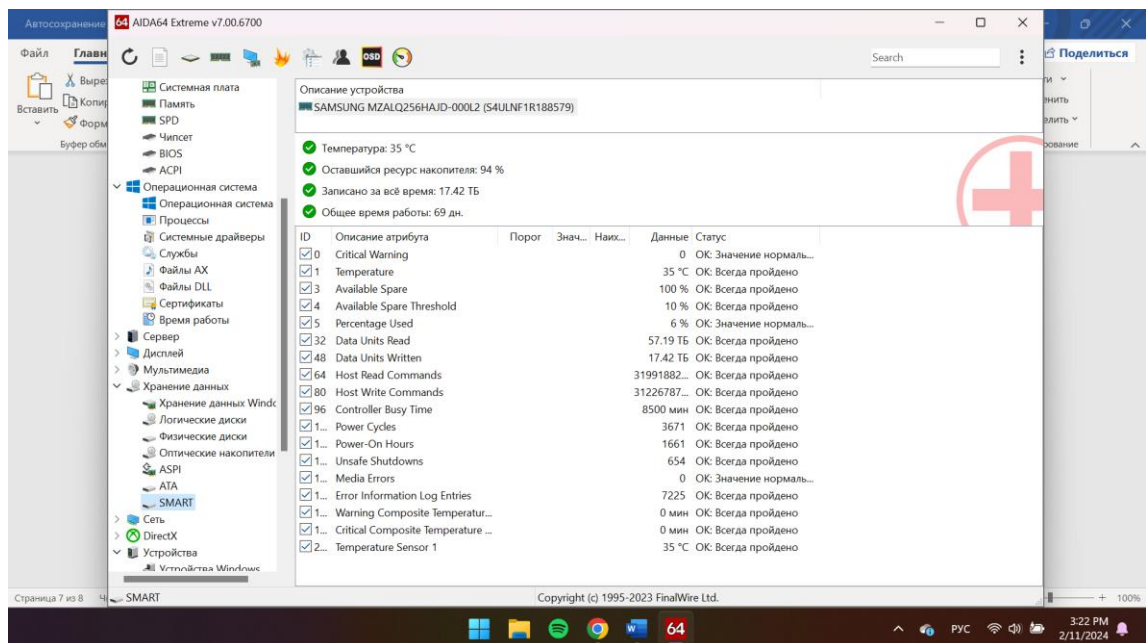 Автосохранение
64 AIDA64 Extreme v7.00.6700
Файл Главн
Поделиться
OSD
Search
Вставить
Выре
Копир
Форм
Буфер обм
Системная плата
Память
SPD
Чипсет
BIOS
ACPI
Операционная система
Операционная система
Процессы
Системные драйверы
Службы
Файлы AX
Файлы DLL
Сертификаты
Время работы
Сервер
Дисплей
Мультимедиа
Хранение данных
Хранение данных Windc
Логические диски
Физические диски
Оптические накопители
ASPI
ATA
SMART
Сеть
DirectX
Устройства
Устройства Windows
Описание устройства
SAMSUNG MZALQ256HAJD-000L2 (S4ULNF1R188579)
Температура: 35 °C
Оставшийся ресурс накопителя: 94 %
Записано за всё время: 17.42 ТБ
Общее время работы: 69 дн.
ID Описание атрибута Порог Знач... Наих... Данные Статус
0 Critical Warning 0 OK: Значение нормаль...
1 Temperature 35 °C OK: Всегда пройдено
3 Available Spare 100 % OK: Всегда пройдено
4 Available Spare Threshold 10 % OK: Всегда пройдено
5 Percentage Used 6 % OK: Значение нормаль...
32 Data Units Read 57.19 ТБ OK: Всегда пройдено
48 Data Units Written 17.42 ТБ OK: Всегда пройдено
64 Host Read Commands 31991882... OK: Всегда пройдено
80 Host Write Commands 31226787... OK: Всегда пройдено
96 Controller Busy Time 8500 мин OK: Всегда пройдено
1... Power Cycles 3671 OK: Всегда пройдено
1... Power-On Hours 1661 OK: Всегда пройдено
1... Unsafe Shutdowns 654 OK: Всегда пройдено
1... Media Errors 0 OK: Значение нормаль...
1... Error Information Log Entries 7225 OK: Всегда пройдено
1... Warning Composite Temperatur... 0 мин OK: Всегда пройдено
1... Critical Composite Temperature ... 0 мин OK: Всегда пройдено
2... Temperature Sensor 1 35 °C OK: Всегда пройдено
Страница 7 из 8
SMART
Copyright (c) 1995-2023 FinalWire Ltd.
100%
64
РУС
3:22 PM
2/11/2024